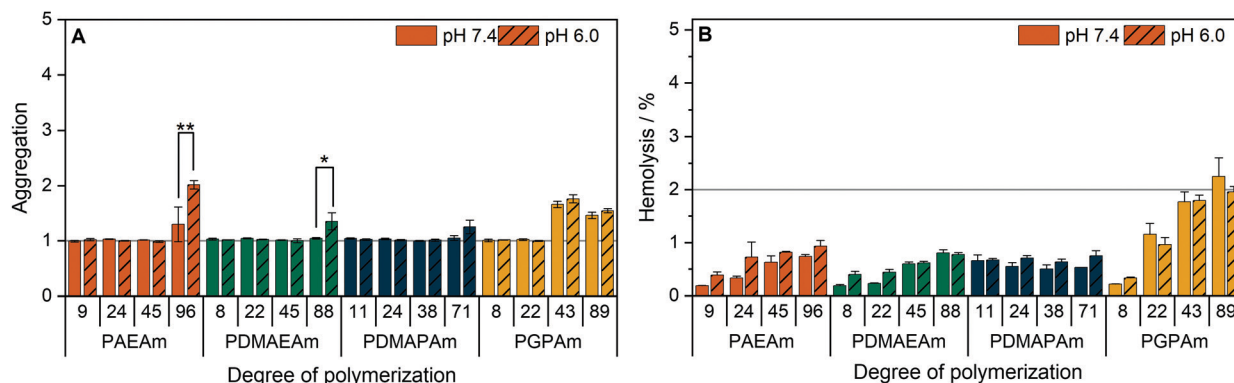 A
pH 7.4 pH 6.0
5
4
3
2
1
0
Aggregation
**
*
9 24 45 96 8 22 45 88 11 24 38 71 8 22 43 89
PAEAm PDMAEAm PDMAPAm PGPAm
Degree of polymerization
B
pH 7.4 pH 6.0
5
4
3
2
1
0
Hemolysis / %
9 24 45 96 8 22 45 88 11 24 38 71 8 22 43 89
PAEAm PDMAEAm PDMAPAm PGPAm
Degree of polymerization